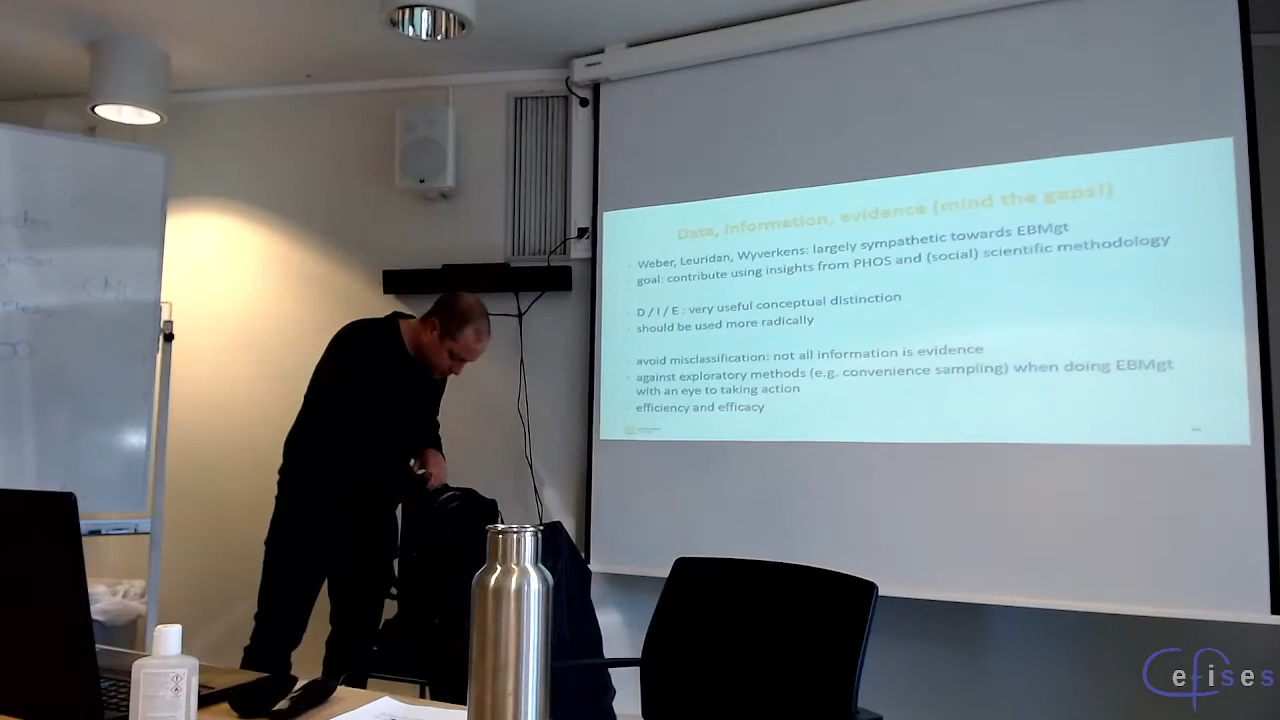 Data, information, evidence (mind the gaps!)
Weber, Leuridan, Wyverkens: largely sympathetic towards EBMgt
goal: contribute using insights from PHOS and (social) scientific methodology
D / I / E : very useful conceptual distinction
should be used more radically
avoid misclassification: not all information is evidence
against exploratory methods (e.g. convenience sampling) when doing EBMgt
with an eye to taking action
efficiency and efficacy
Cefises